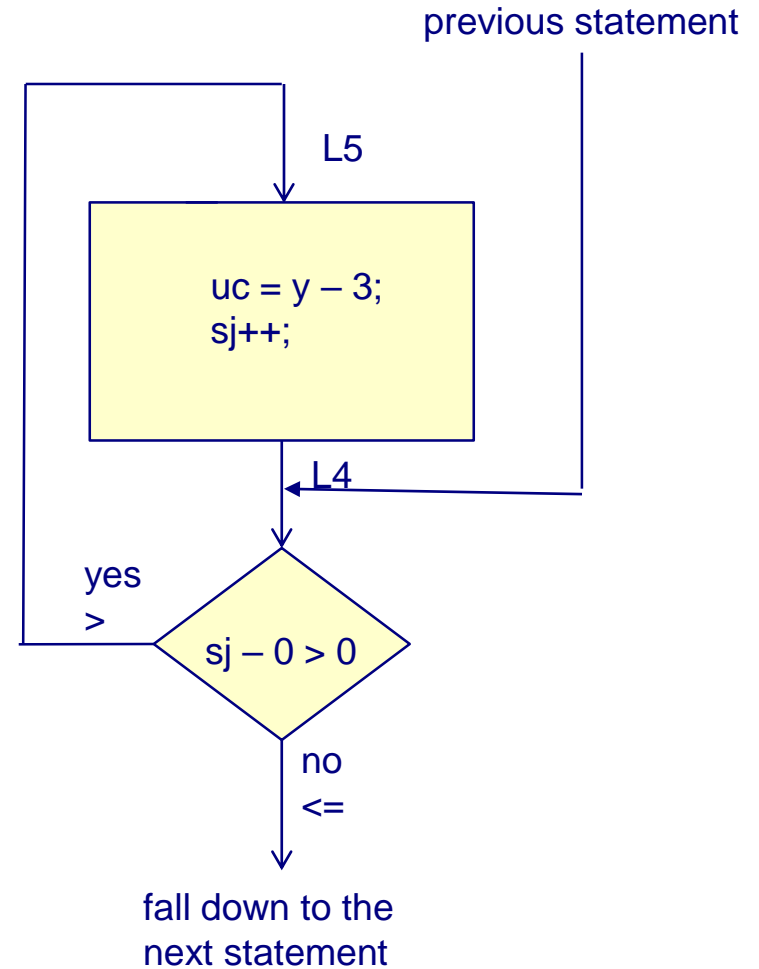 previous statement
L5
uc = y – 3;
sj++;
L4
yes
>
sj – 0 > 0
no
<=
fall down to the
next statement